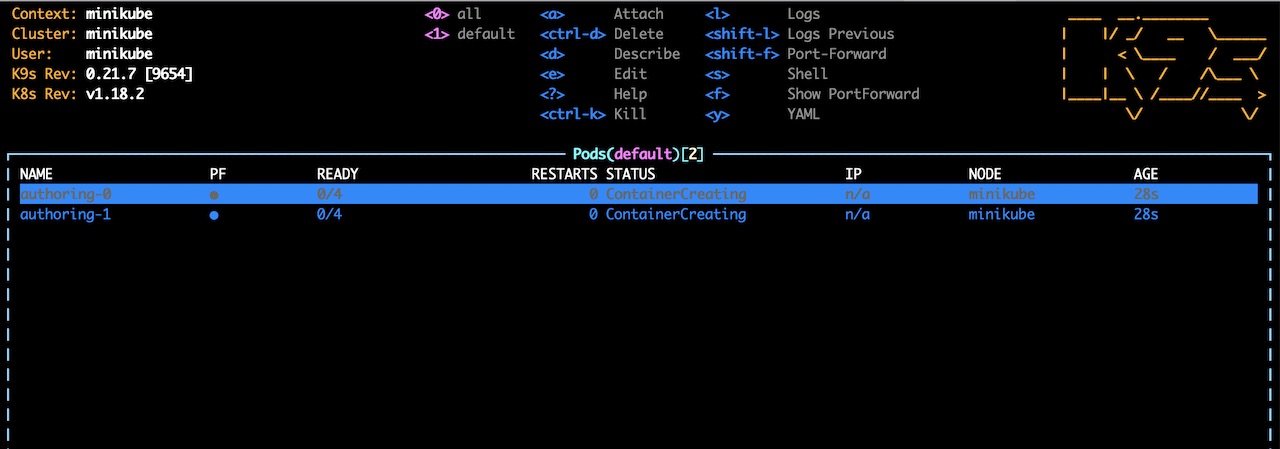 Context: minikube <0> all <a> Attach <l> Logs
Cluster: minikube <1> default <ctrl-d> Delete <shift-l> Logs Previous
User: minikube <d> Describe <shift-f> Port-Forward
K9s Rev: 0.21.7 [9654] <e> Edit <s> Shell
K8s Rev: v1.18.2 <?> Help <f> Show PortForward
<ctrl-k> Kill <y> YAML
K9s
Pods(default)[2]
NAME PF READY RESTARTS STATUS IP NODE AGE
authoring-0 ● 0/4 0 ContainerCreating n/a minikube 28s
authoring-1 ● 0/4 0 ContainerCreating n/a minikube 28s